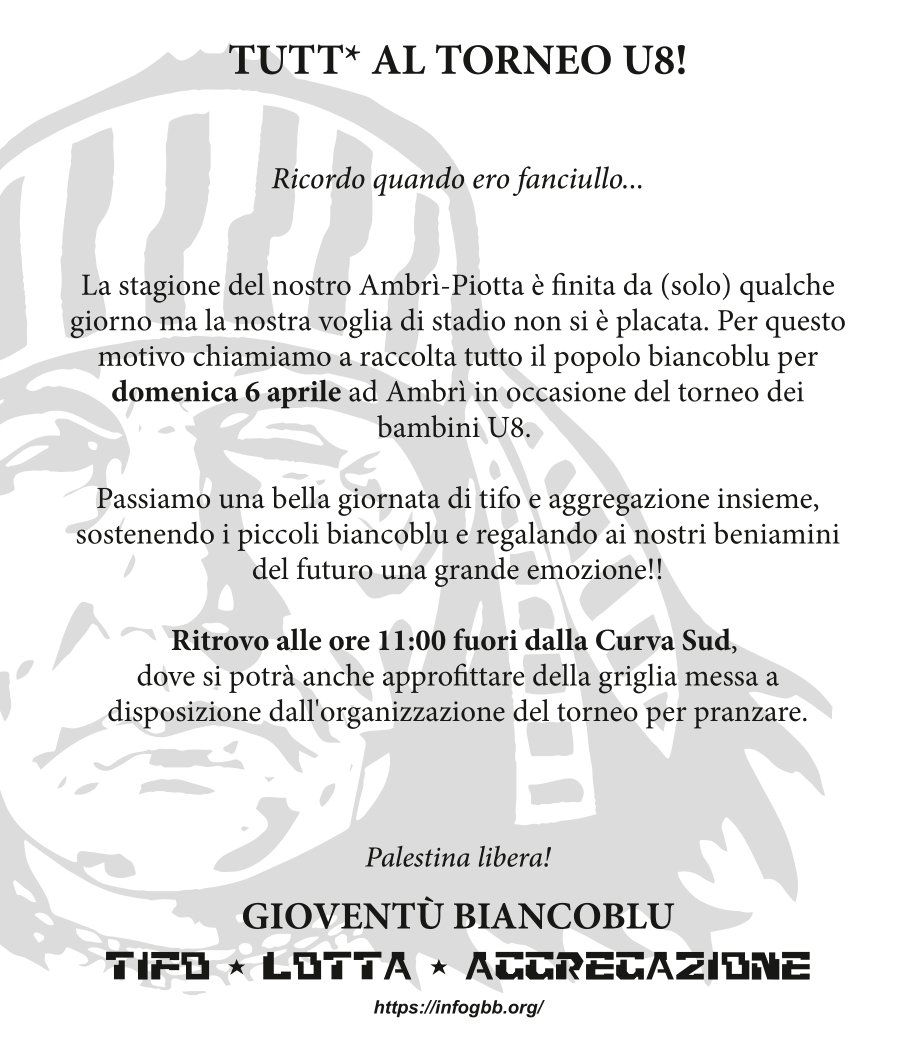 TUTT* AL TORNEO U8!
Ricordo quando ero fanciullo...
La stagione del nostro Ambrì-Piotta è finita da (solo) qualche
giorno ma la nostra voglia di stadio non si è placata. Per questo
motivo chiamiamo a raccolta tutto il popolo biancoblu per
domenica 6 aprile ad Ambrì in occasione del torneo dei
bambini U8.
Passiamo una bella giornata di tifo e aggregazione insieme,
sostenendo i piccoli biancoblu e regalando ai nostri beniamini
del futuro una grande emozione!!
Ritrovo alle ore 11:00 fuori dalla Curva Sud,
dove si potrà anche approfittare della griglia messa a
disposizione dall'organizzazione del torneo per pranzare.
Palestina libera!
GIOVENTÙ BIANCOBLU
TIFO ★ LOTTA ★ AGGREGAZIONE
https://infogbb.org/